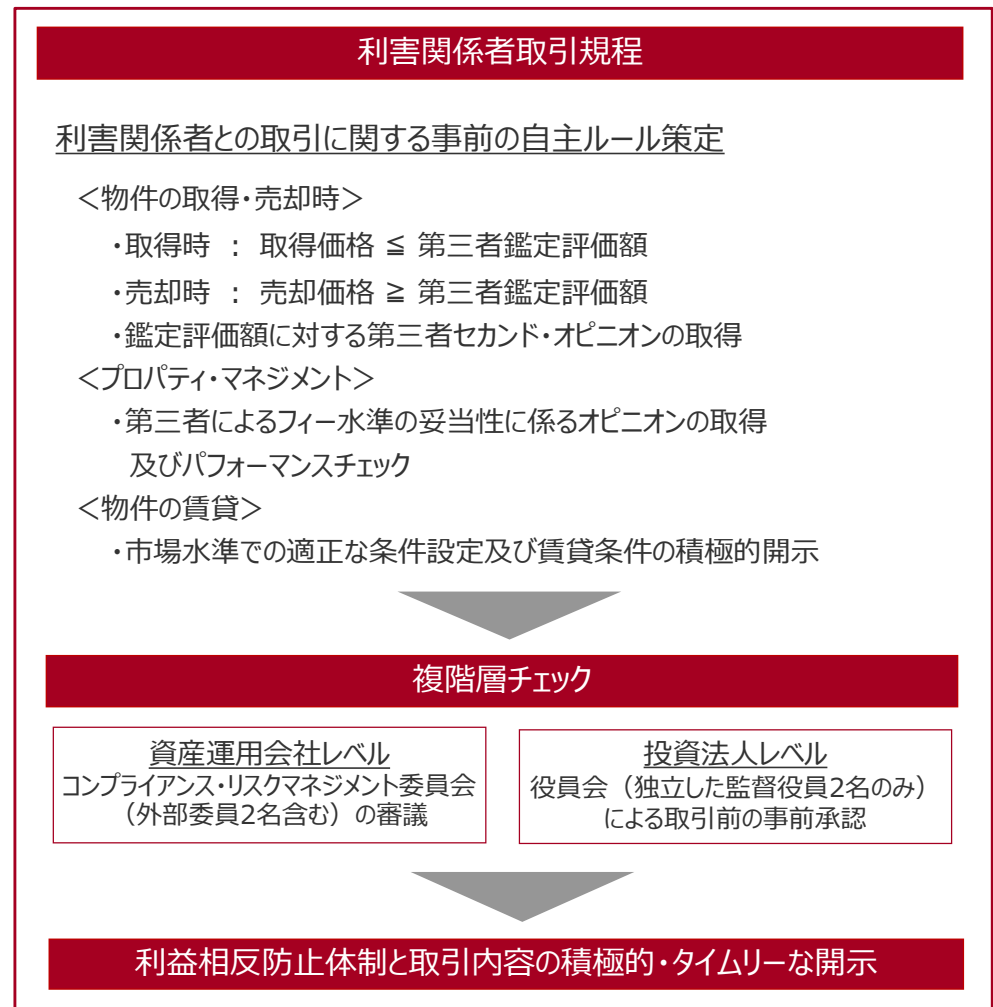 利害関係者取引規程
利害関係者との取引に関する事前の自主ルール策定
＜物件の取得・売却時＞
・取得時 ： 取得価格 ≦ 第三者鑑定評価額
・売却時 ： 売却価格 ≧ 第三者鑑定評価額
・鑑定評価額に対する第三者セカンド・オピニオンの取得
＜プロパティ・マネジメント＞
・第三者によるフィー水準の妥当性に係るオピニオンの取得
及びパフォーマンスチェック
＜物件の賃貸＞
・市場水準での適正な条件設定及び賃貸条件の積極的開示
複階層チェック
資産運用会社レベル
コンプライアンス・リスクマネジメント委員会
（外部委員2名含む）の審議
投資法人レベル
役員会（独立した監督役員2名のみ）
による取引前の事前承認
利益相反防止体制と取引内容の積極的・タイムリーな開示